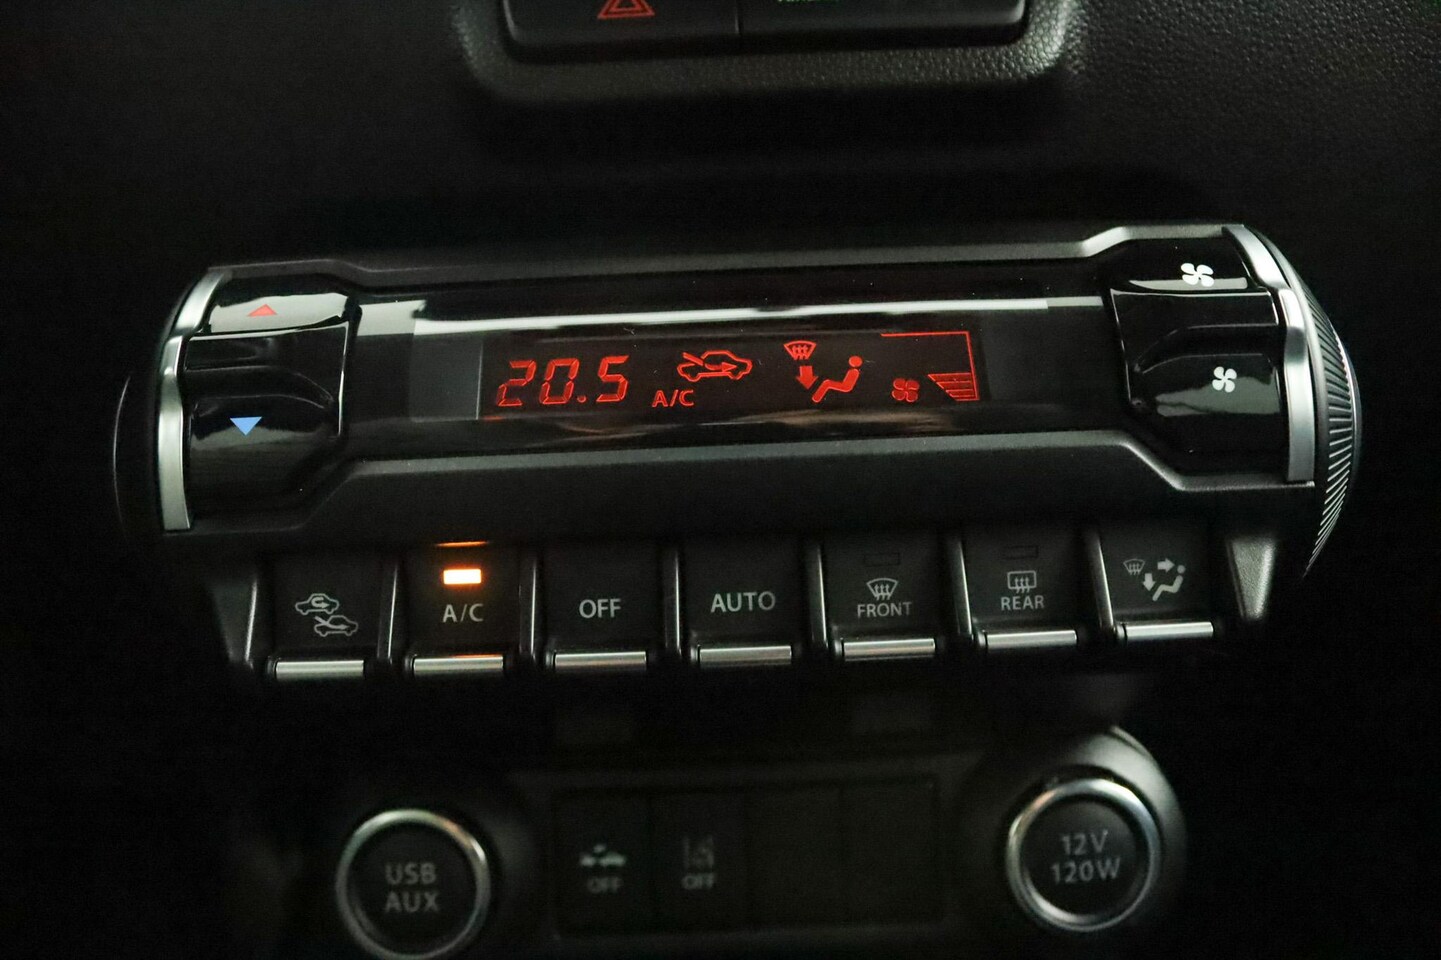 20.5
A/C
A/C
OFF
AUTO
FRONT
REAR
USB
AUX
OFF
OFF
12V
120W